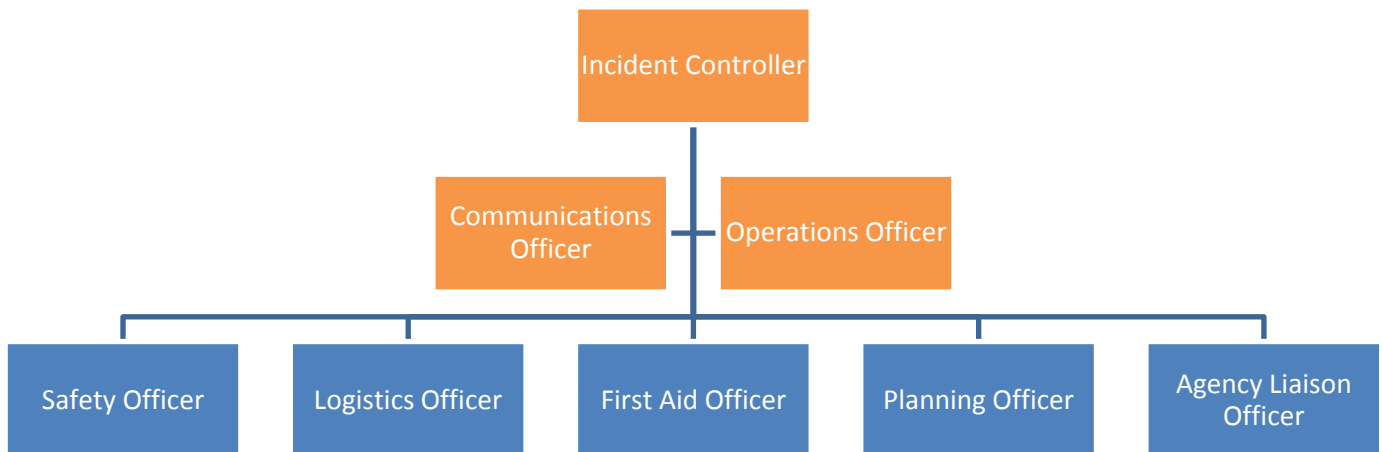 Incident Controller
Communications
Officer
Operations Officer
Safety Officer
Logistics Officer
First Aid Officer
Planning Officer
Agency Liaison
Officer